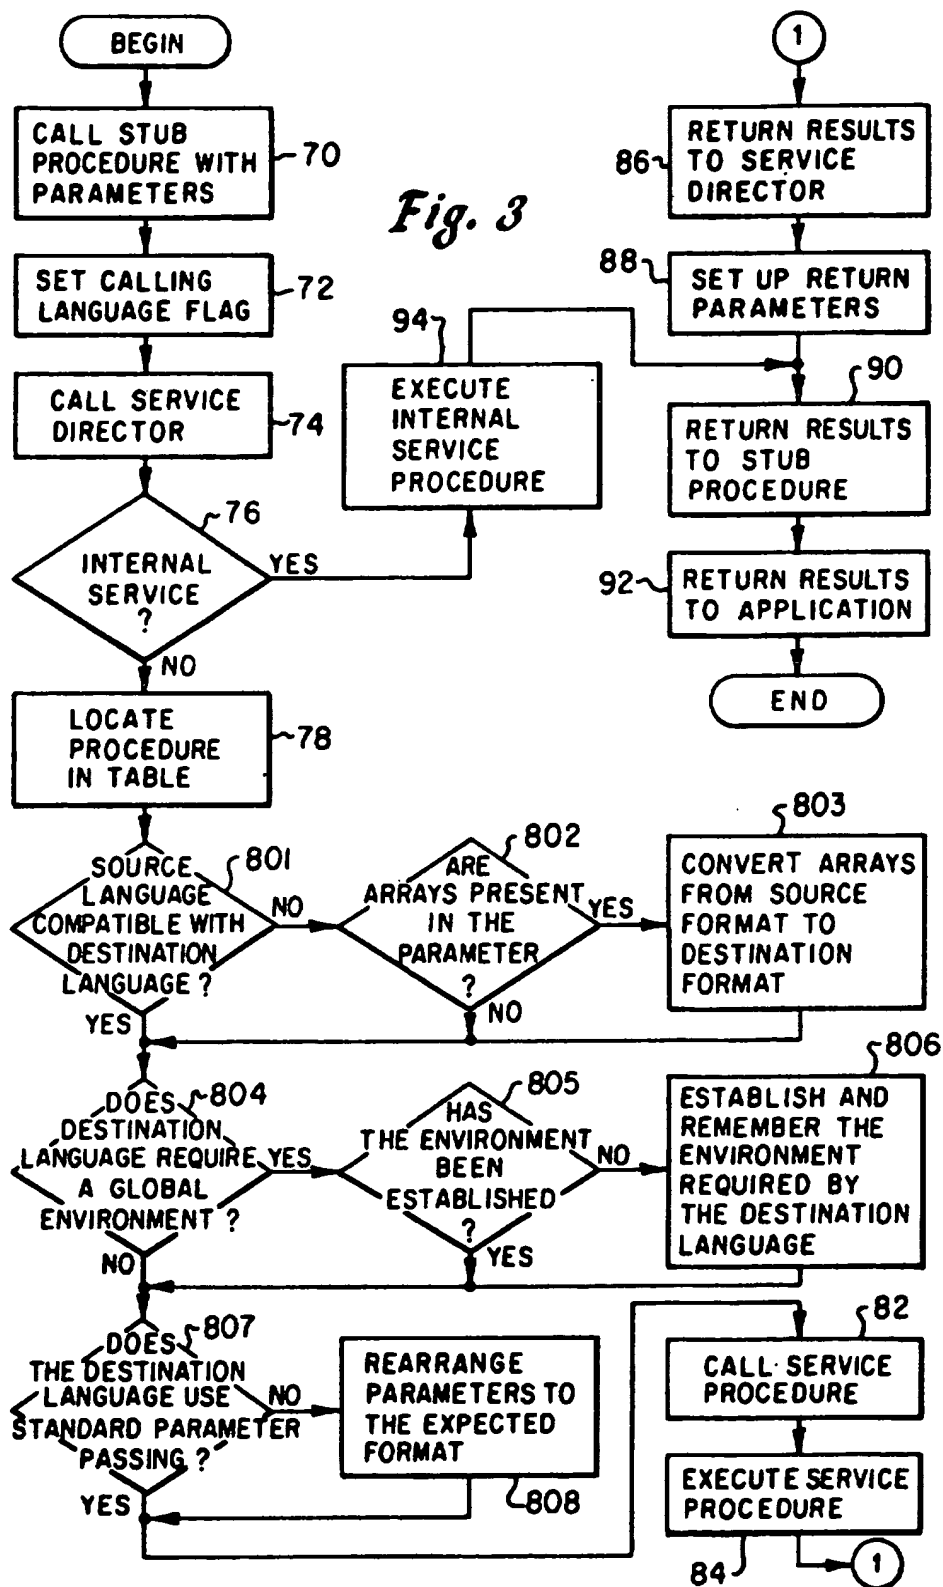 BEGIN
CALL STUB
PROCEDURE WITH
PARAMETERS
70
SET CALLING
LANGUAGE FLAG
72
CALL SERVICE
DIRECTOR
74
76
INTERNAL
SERVICE
?
YES
NO
LOCATE
PROCEDURE
IN TABLE
78
Fig. 3
94
EXECUTE
INTERNAL
SERVICE
PROCEDURE
1
RETURN RESULTS
TO SERVICE
DIRECTOR
86
88
SET UP RETURN
PARAMETERS
90
RETURN RESULTS
TO STUB
PROCEDURE
92
RETURN RESULTS
TO APPLICATION
END
801
SOURCE
LANGUAGE
COMPATIBLE WITH
DESTINATION
LANGUAGE ?
NO
YES
802
ARE
ARRAYS PRESENT
IN THE
PARAMETER
?
YES
NO
803
CONVERT ARRAYS
FROM SOURCE
FORMAT TO
DESTINATION
FORMAT
804
DOES
DESTINATION
LANGUAGE REQUIRE
A GLOBAL
ENVIRONMENT ?
YES
NO
805
HAS
THE ENVIRONMENT
BEEN
ESTABLISHED
?
NO
YES
806
ESTABLISH AND
REMEMBER THE
ENVIRONMENT
REQUIRED BY
THE DESTINATION
LANGUAGE
807
DOES
THE DESTINATION
LANGUAGE USE
STANDARD PARAMETER
PASSING ?
NO
YES
REARRANGE
PARAMETERS TO
THE EXPECTED
FORMAT
808
82
CALL SERVICE
PROCEDURE
EXECUTE SERVICE
PROCEDURE
84
1